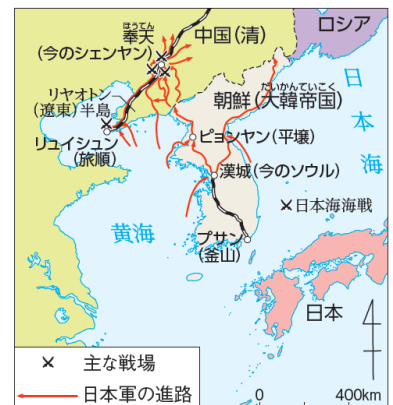 ロシア
ほうてん
奉天
(今のシェンヤン)
中国(清)
リヤオトン
(遼東)半島
だいかんていこく
朝鮮(大韓帝国)
日本海
リュイシュン
(旅順)
ピョンヤン(平壌)
漢城(今のソウル)
日本海海戦
黄海
プサン
(釜山)
日本
主な戦場
日本軍の進路
0 400km